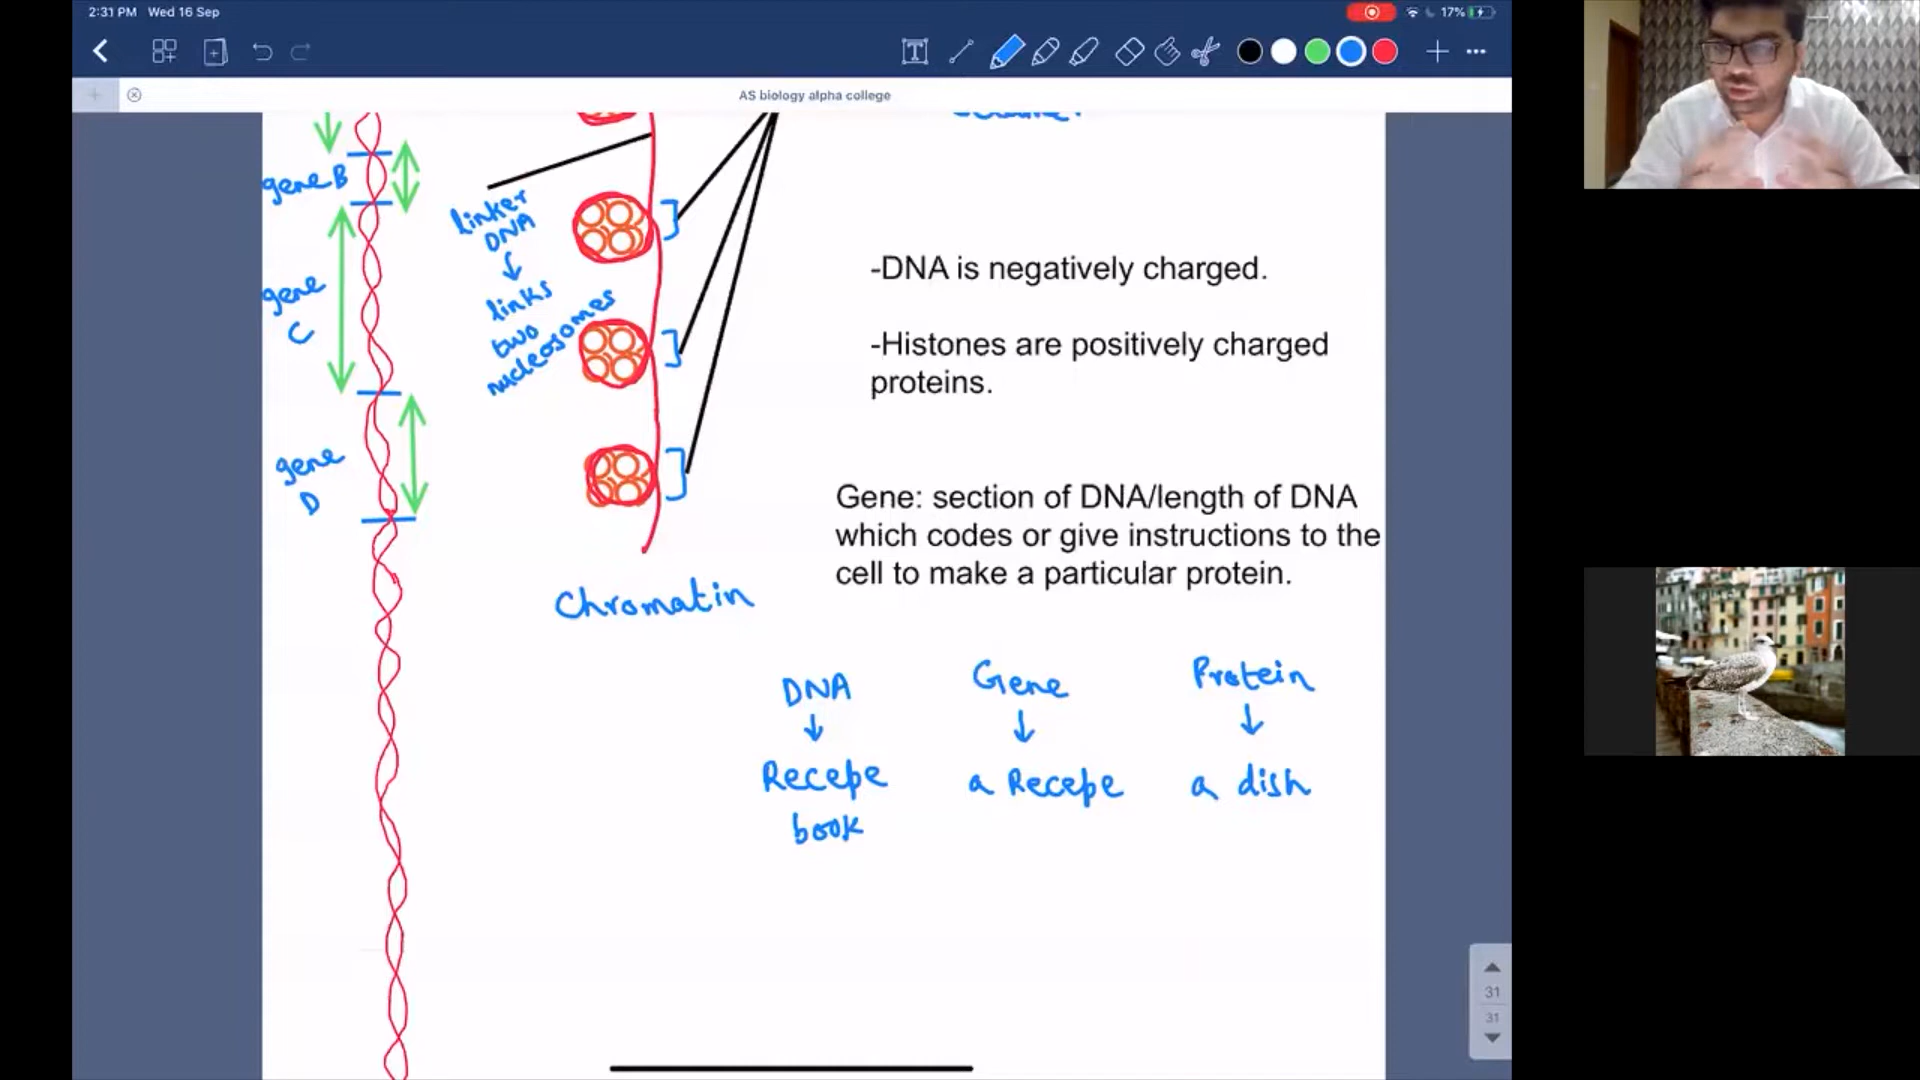 2:31 PM Wed 16 Sep
17%
T
AS biology alpha college
gene B
linker
DNA
links
two
nucleosomes
gene
C
gene
D
Chromatin
-DNA is negatively charged.
-Histones are positively charged
proteins.
Gene: section of DNA/length of DNA
which codes or give instructions to the
cell to make a particular protein.
DNA Gene Protein
Recepe a Recepe a dish
book
31
31